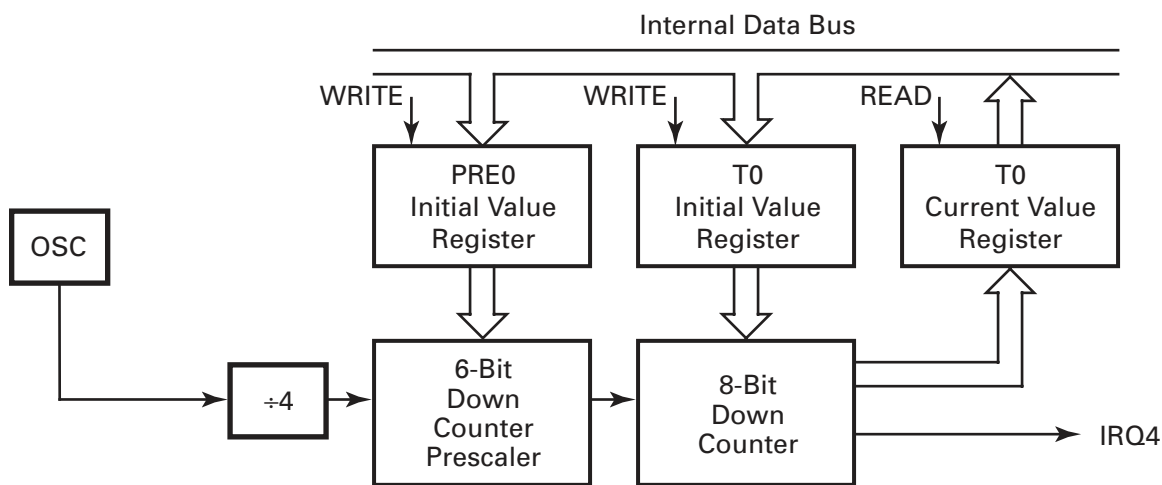 Internal Data Bus
WRITE
WRITE
READ
PRE0
Initial Value
Register
T0
Initial Value
Register
T0
Current Value
Register
OSC
÷4
6-Bit
Down
Counter
Prescaler
8-Bit
Down
Counter
IRQ4